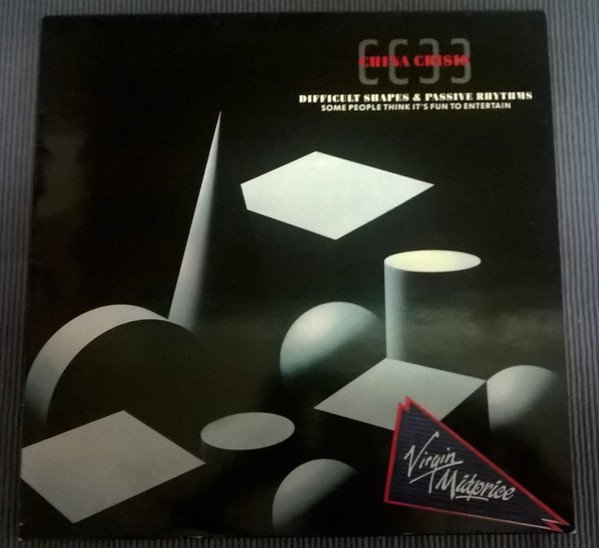 CHINA CRISIS
DIFFICULT SHAPES & PASSIVE RHYTHMS
SOME PEOPLE THINK IT'S FUN TO ENTERTAIN
Virgin
Midprice